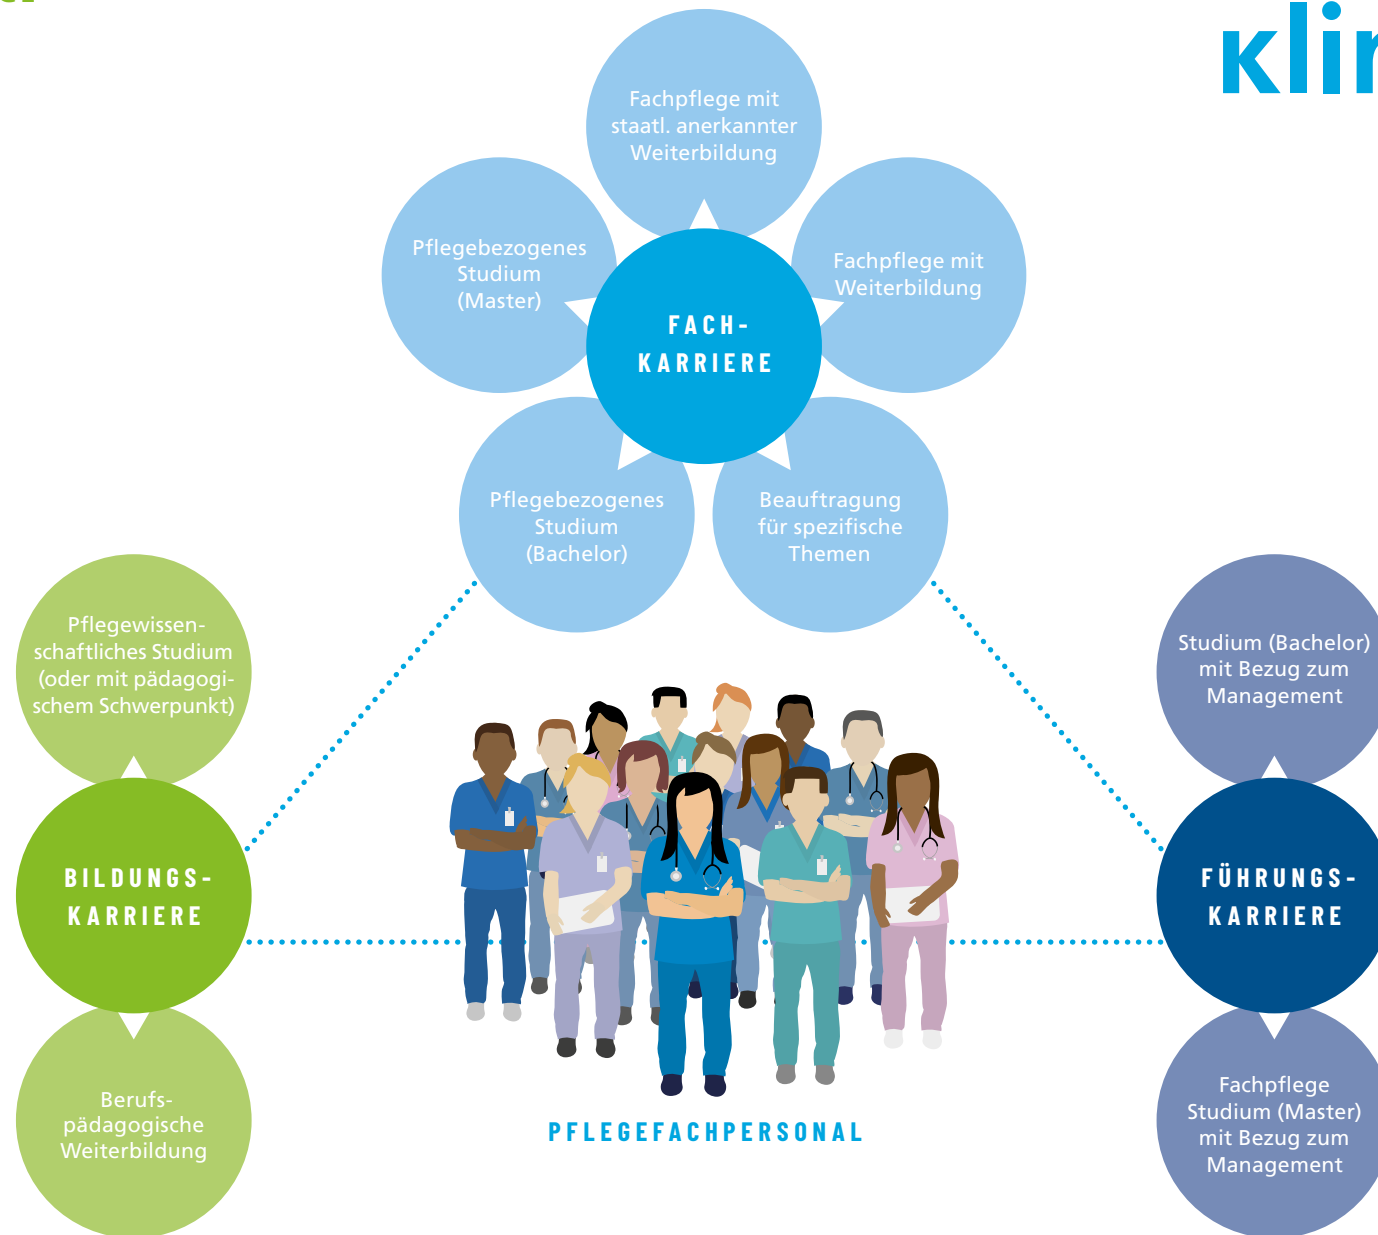 Fachpflege mit
staatl. anerkannter
Weiterbildung
Pflegebezogenes
Studium
(Master)
Fachpflege mit
Weiterbildung
FACH-
KARRIERE
Pflegebezogenes
Studium
(Bachelor)
Beauftragung
für spezifische
Themen
Pflegewissen-
schaftliches Studium
(oder mit pädagogi-
schem Schwerpunkt)
BILDUNGS-
KARRIERE
Berufs-
pädagogische
Weiterbildung
Studium (Bachelor)
mit Bezug zum
Management
FÜHRUNGS-
KARRIERE
Fachpflege
Studium (Master)
mit Bezug zum
Management
PFLEGEFACHPERSONAL